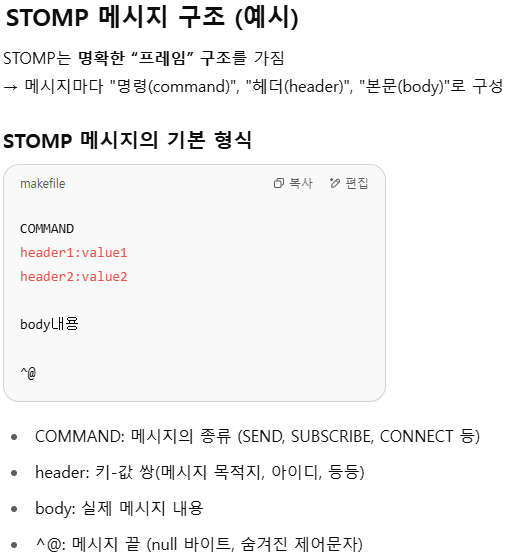 STOMP 메시지 구조 (예시)
STOMP는 명확한 “프레임” 구조를 가짐
→ 메시지마다 "명령(command)", "헤더(header)", "본문(body)"로 구성
STOMP 메시지의 기본 형식
makefile 복사 편집
COMMAND
header1:value1
header2:value2
body내용
^@
• COMMAND: 메시지의 종류 (SEND, SUBSCRIBE, CONNECT 등)
• header: 키-값 쌍(메시지 목적지, 아이디, 등등)
• body: 실제 메시지 내용
• ^@: 메시지 끝 (null 바이트, 숨겨진 제어문자)